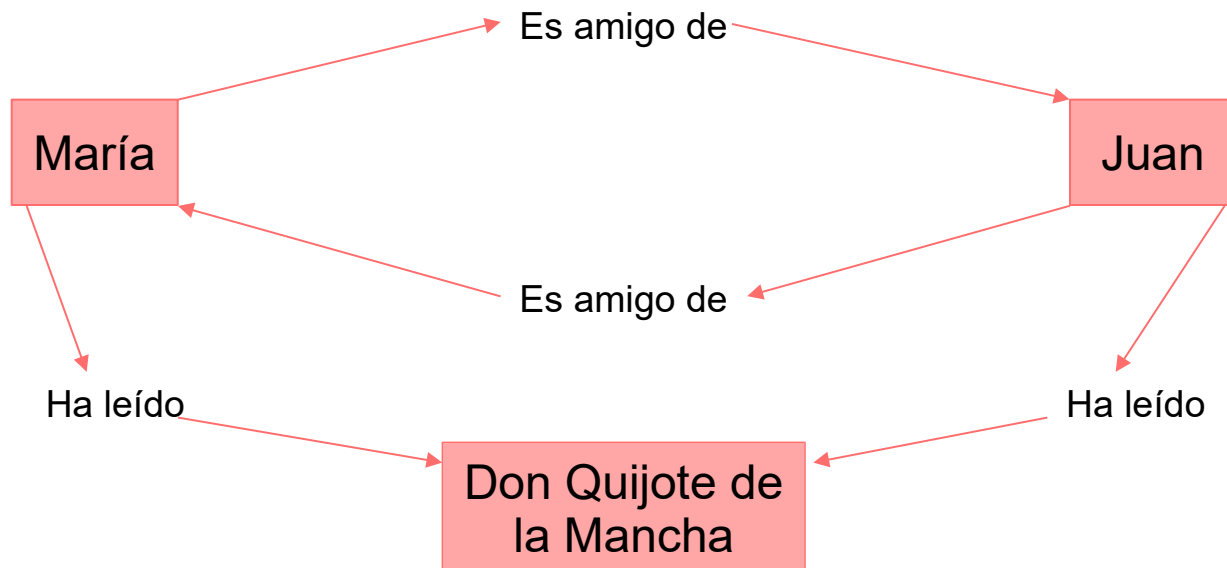 Es amigo de
María
Juan
Es amigo de
Ha leído
Ha leído
Don Quijote de
la Mancha